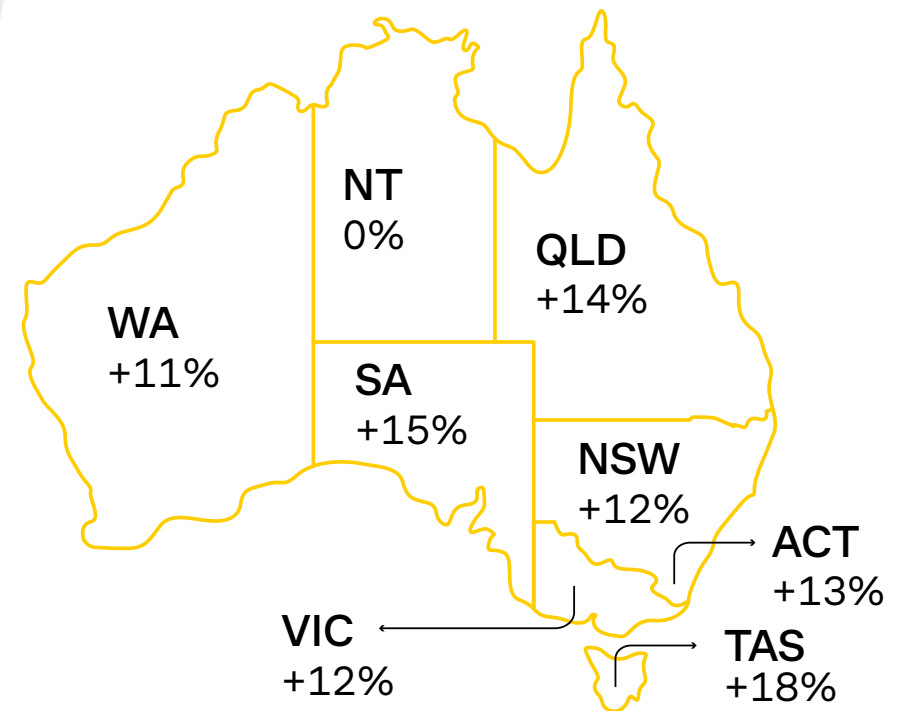 NT
0%
QLD
+14%
WA
+11%
SA
+15%
NSW
+12%
ACT
+13%
VIC
+12%
TAS
+18%